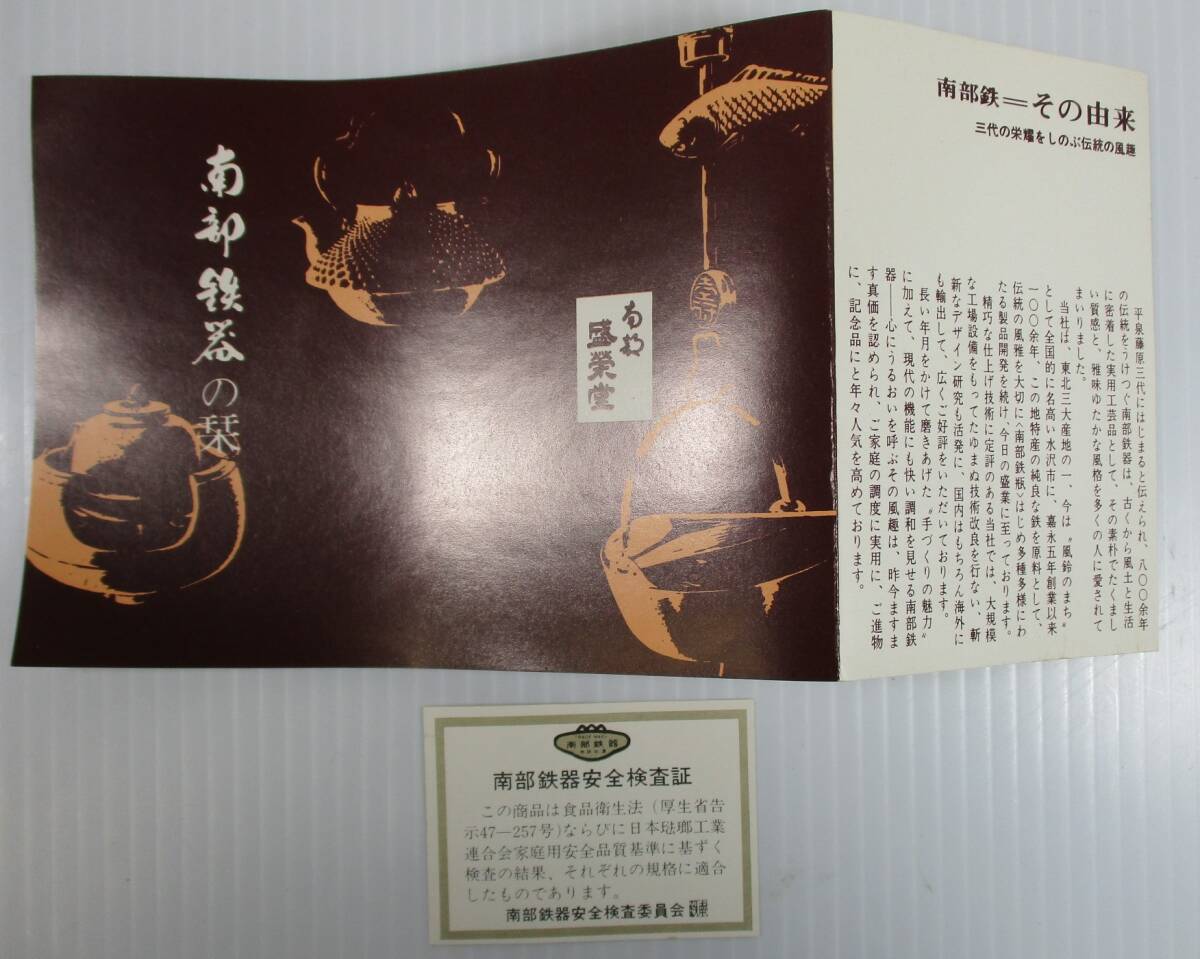 南部鉄＝その由来
三代の栄耀をしのぶ伝統の風趣
平泉藤原三代にはじまると伝えられ、八〇〇余年
の伝統をうけつぐ南部鉄器は、古くから風土と生活
に密着した実用工芸品として、その素朴でたくまし
い質感と、雅味ゆたかな風格を多くの人に愛されて
まいりました。
当社は、東北三大産地の一、今は〝風鈴のまち〟
として全国的に名高い水沢市に、嘉永五年創業以来
一〇〇余年、この地特産の純良な鉄を原料として、
伝統の風雅を大切に〈南部鉄瓶〉はじめ多種多様にわ
たる製品開発を続け、今日の盛業に至っております。
精巧な仕上げ技術に定評のある当社では、大規模
な工場設備をもってたゆまぬ技術改良を行ない、斬
新なデザイン研究も活発に、国内はもちろん海外に
も輸出して、広くご好評をいただいております。
長い年月をかけて磨きあげた〝手づくりの魅力〟
に加えて、現代の機能にも快い調和を見せる南部鉄
器——心にうるおいを呼ぶその風趣は、昨今ますま
す真価を認められ、ご家庭の調度に実用に、ご進物
に、記念品にと年々人気を高めております。
南部
盛榮堂
南部鉄器の栞
TRADE MARK
南部鉄器
南部鉄器安全検査証
この商品は食品衛生法（厚生省告
示47—257号）ならびに日本琺瑯工業
連合会家庭用安全品質基準に基ずく
検査の結果、それぞれの規格に適合
したものであります。
南部鉄器安全検査委員会